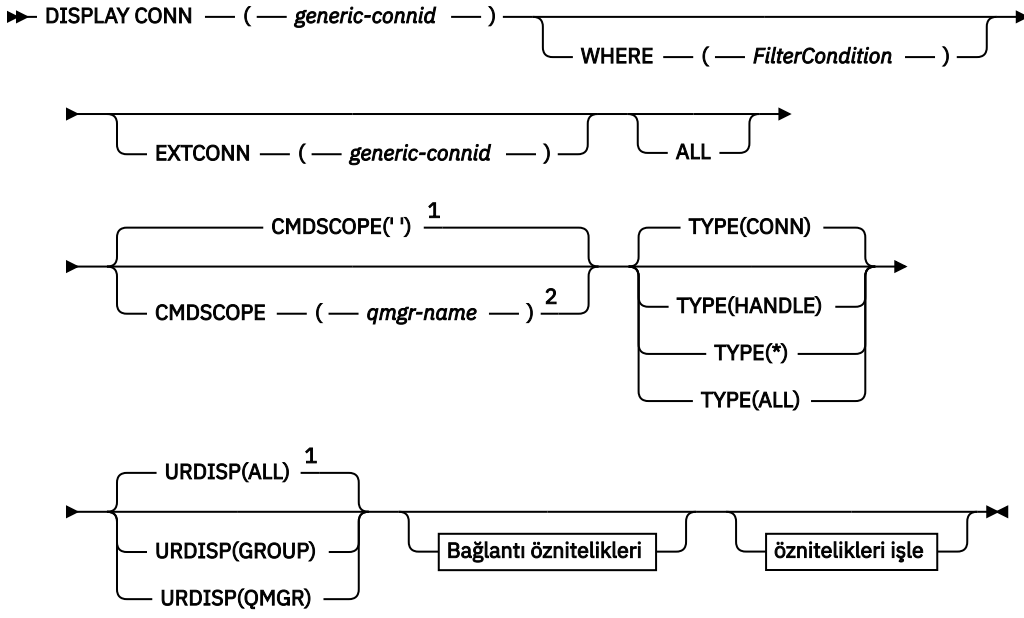 DISPLAY CONN ( generic-connid )
WHERE ( FilterCondition )
EXTCONN ( generic-connid )
ALL
CMDSCOPE(' ') 1
CMDSCOPE ( qmgr-name ) 2
TYPE(CONN)
TYPE(HANDLE)
TYPE(*)
TYPE(ALL)
URDISP(ALL) 1
URDISP(GROUP)
URDISP(QMGR)
Bağlantı öznitelikleri
öznitelikleri işle